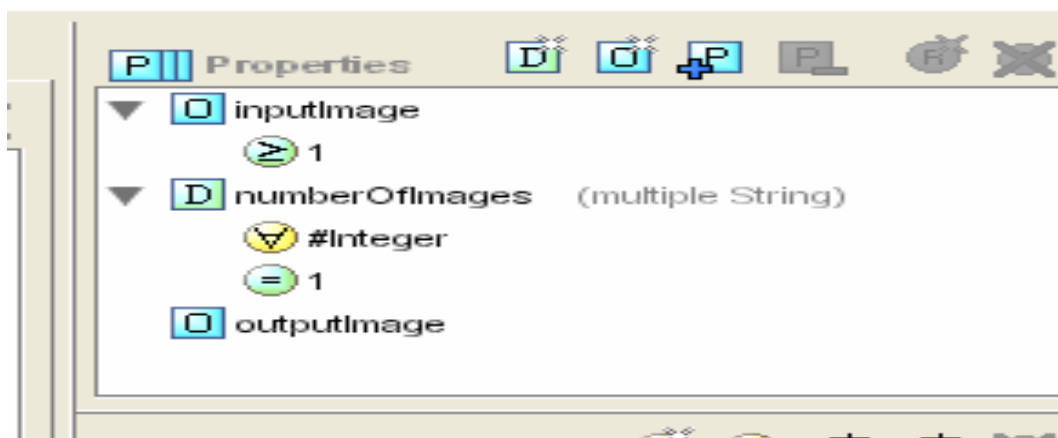 P Properties D O P P R
O inputImage
≥ 1
D numberOfImages (multiple String)
∀ #Integer
= 1
O outputImage